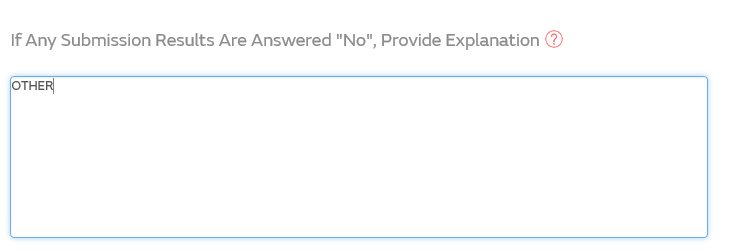 If Any Submission Results Are Answered "No", Provide Explanation ?
OTHER